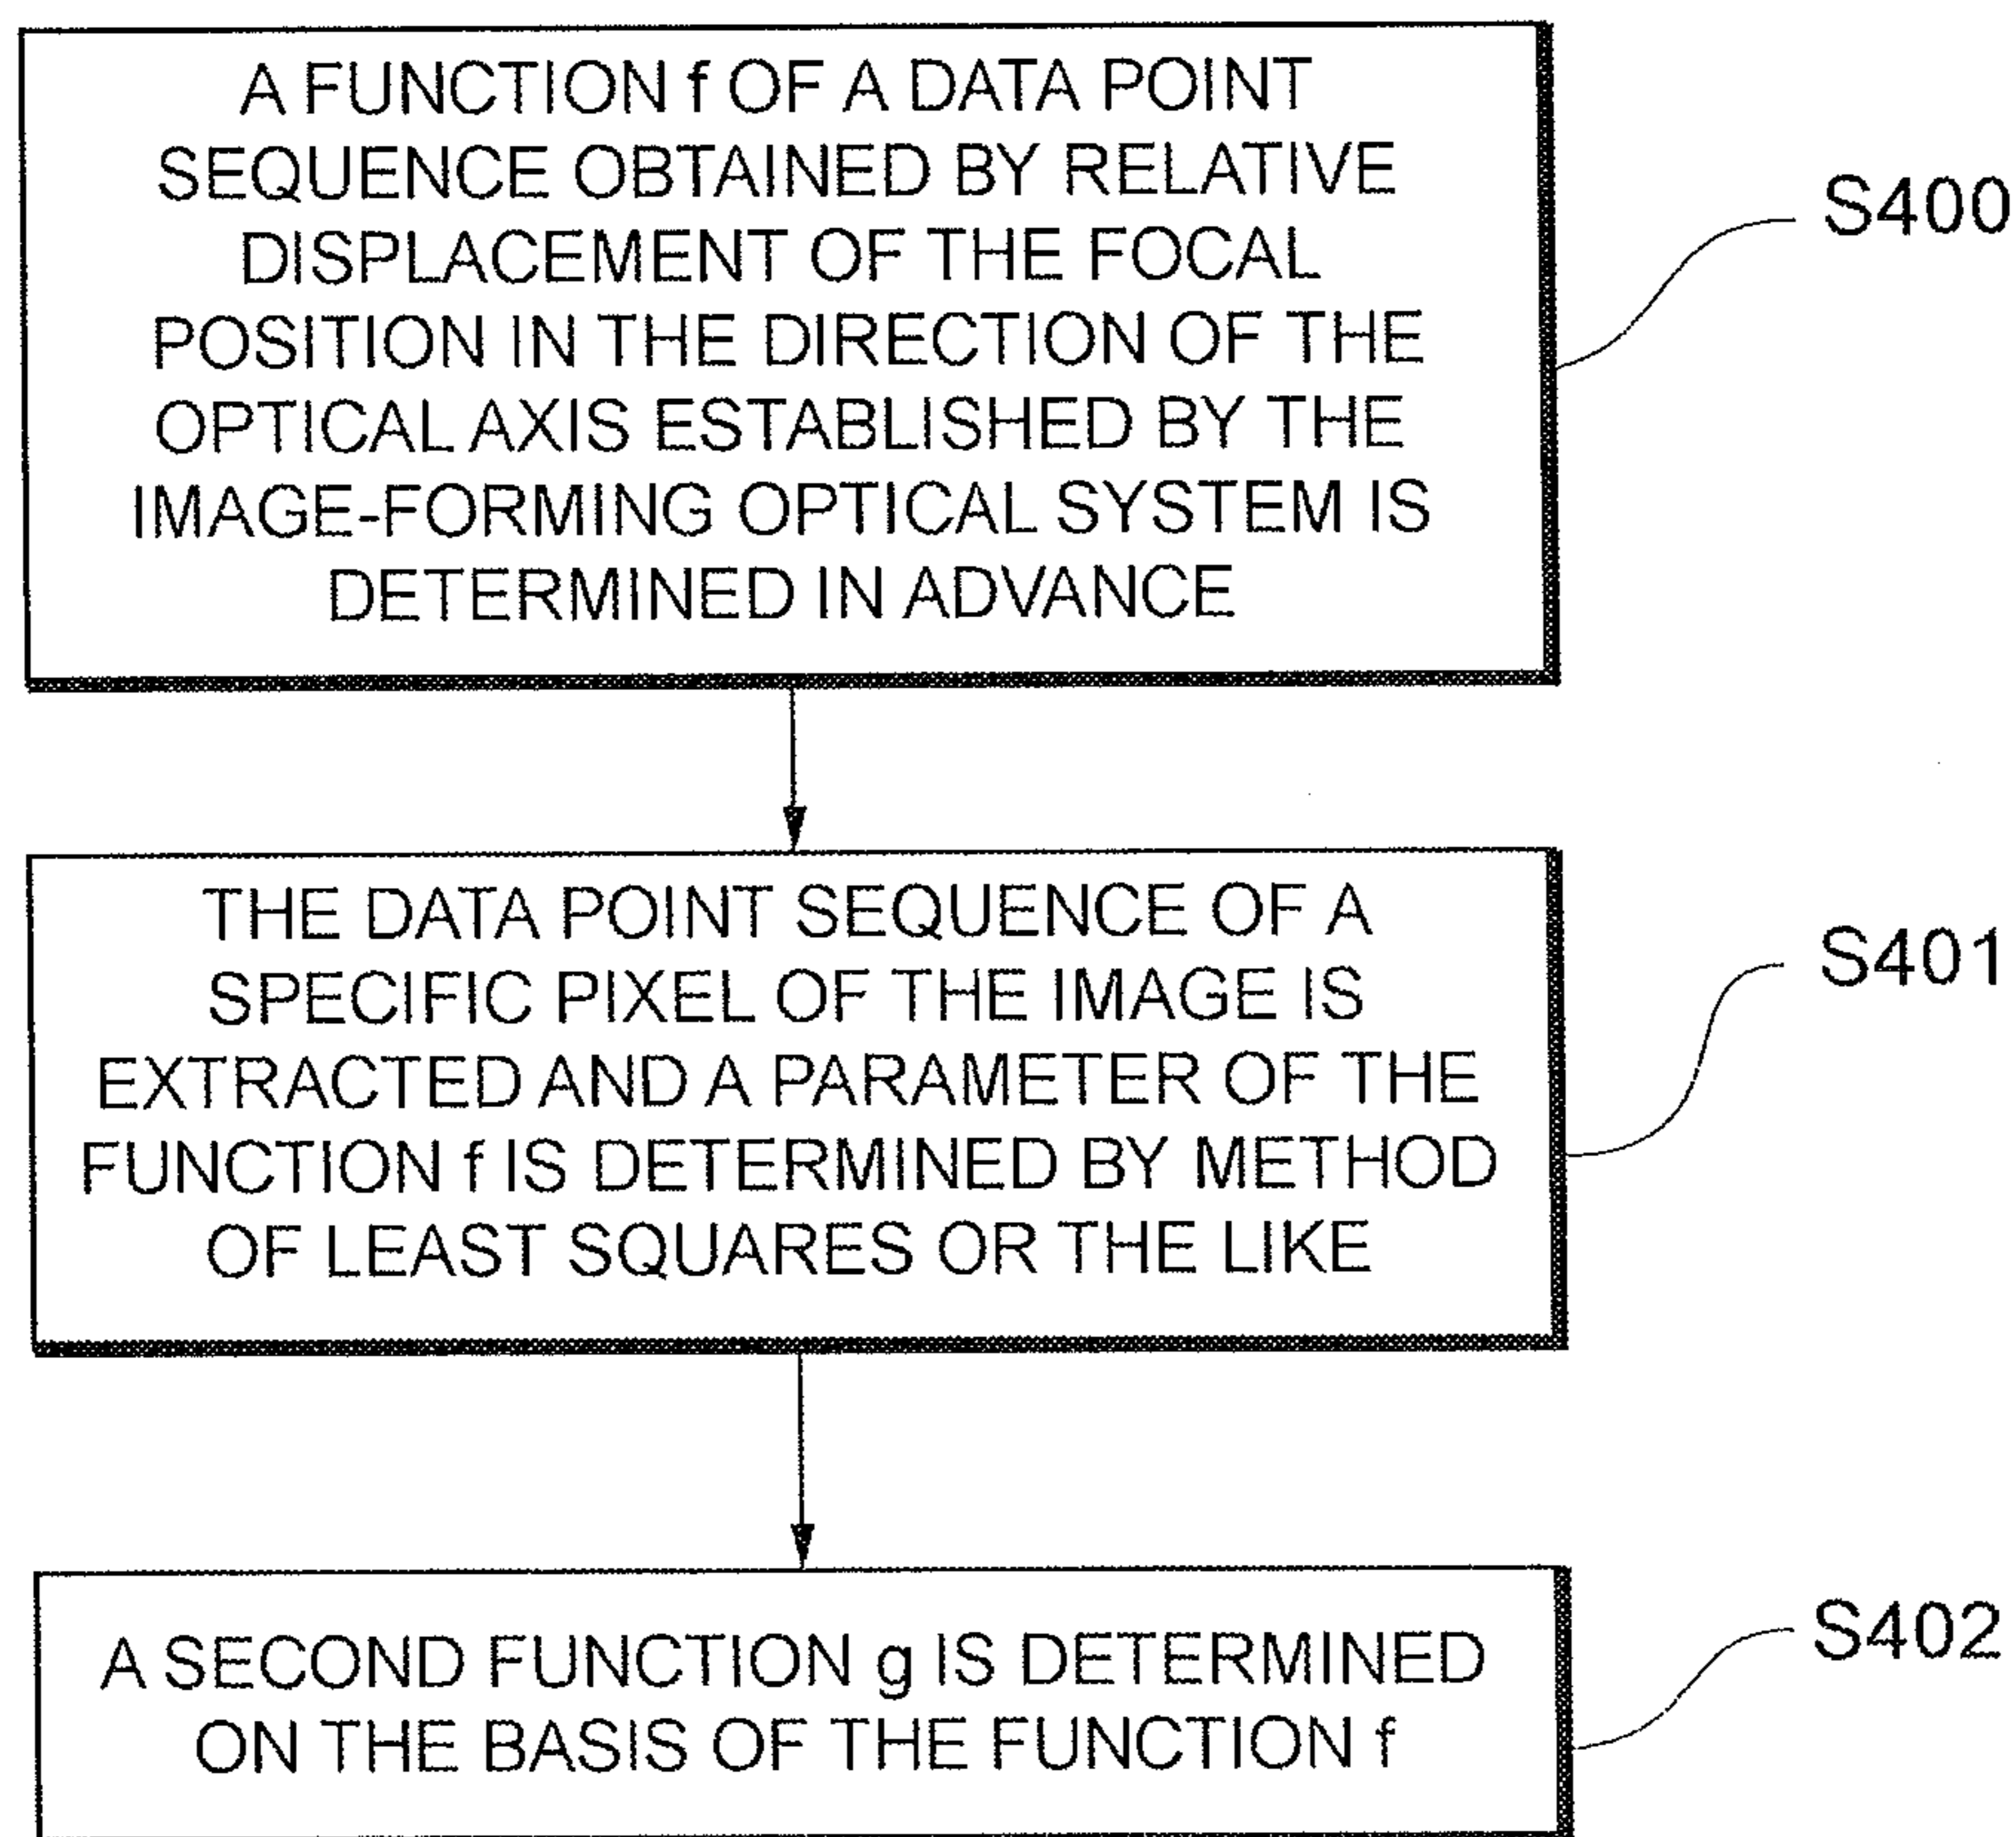 A FUNCTION f OF A DATA POINT
SEQUENCE OBTAINED BY RELATIVE
DISPLACEMENT OF THE FOCAL
POSITION IN THE DIRECTION OF THE
OPTICAL AXIS ESTABLISHED BY THE
IMAGE-FORMING OPTICAL SYSTEM IS
DETERMINED IN ADVANCE
S400
THE DATA POINT SEQUENCE OF A
SPECIFIC PIXEL OF THE IMAGE IS
EXTRACTED AND A PARAMETER OF THE
FUNCTION f IS DETERMINED BY METHOD
OF LEAST SQUARES OR THE LIKE
S401
A SECOND FUNCTION g IS DETERMINED
ON THE BASIS OF THE FUNCTION f
S402